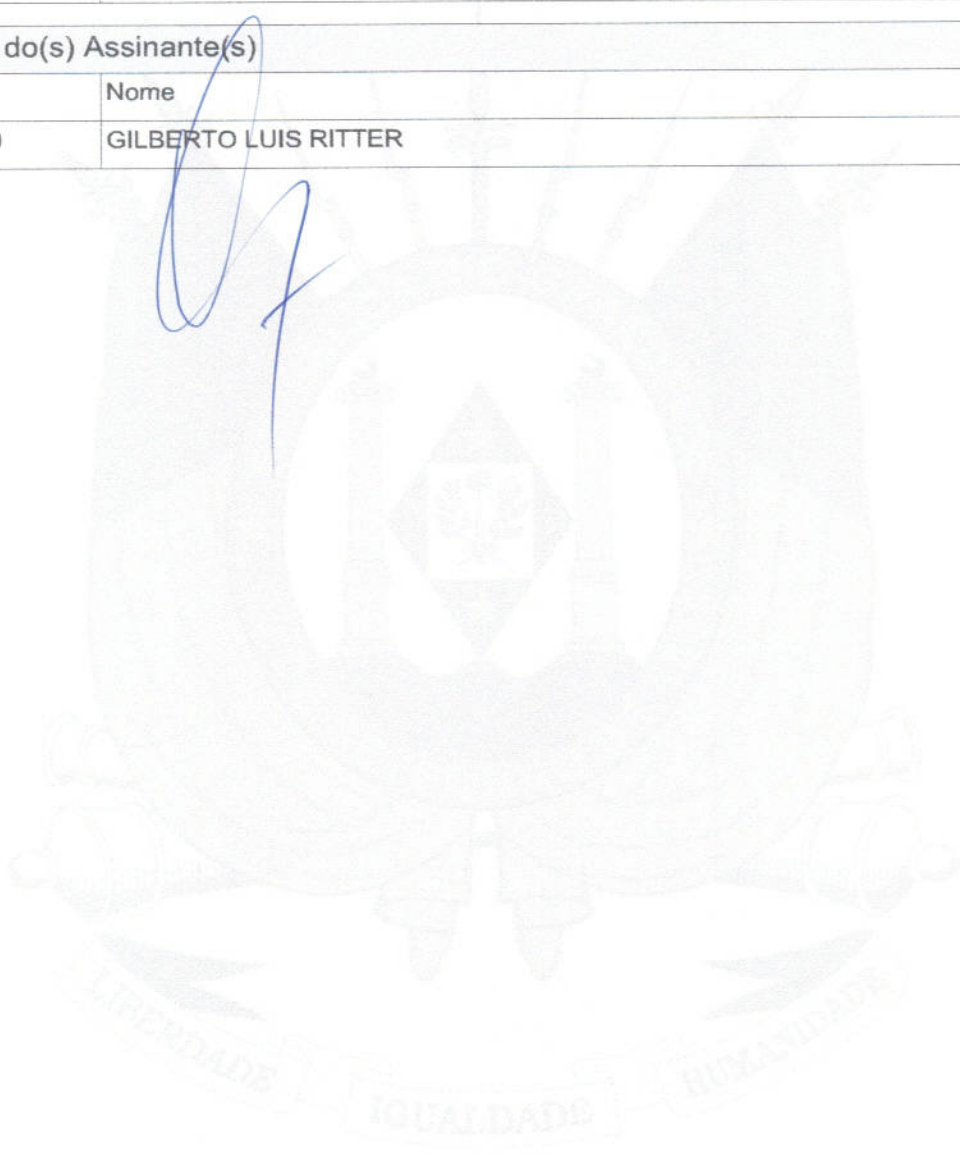 do(s) Assinante(s)
Nome
GILBERTO LUIS RITTER
LIBERDADE
IGUALDADE
HUMANIDADE